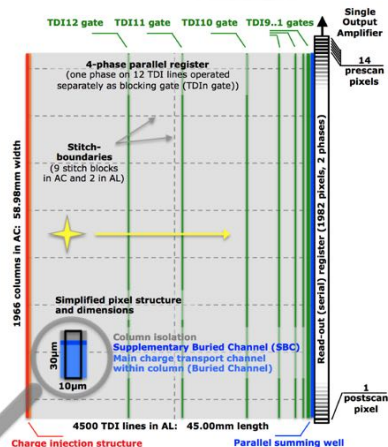 TDI12 gate TDI11 gate TDI10 gate TDI9..1 gates
Single
Output
Amplifier
14
prescan
pixels
4-phase parallel register
(one phase on 12 TDI lines operated
separately as blocking gate (TDIn gate))
Stitch-
boundaries
(9 stitch blocks
in AC and 2 in AL)
1966 columns in AC: 58.98mm width
Read-out (serial) register (1982 pixels, 2 phases)
Simplified pixel structure
and dimensions
Column isolation
Supplementary Buried Channel (SBC)
Main charge transport channel
within column (Buried Channel)
30µm
10µm
1
postscan
pixel
4500 TDI lines in AL: 45.00mm length
Charge injection structure
Parallel summing well